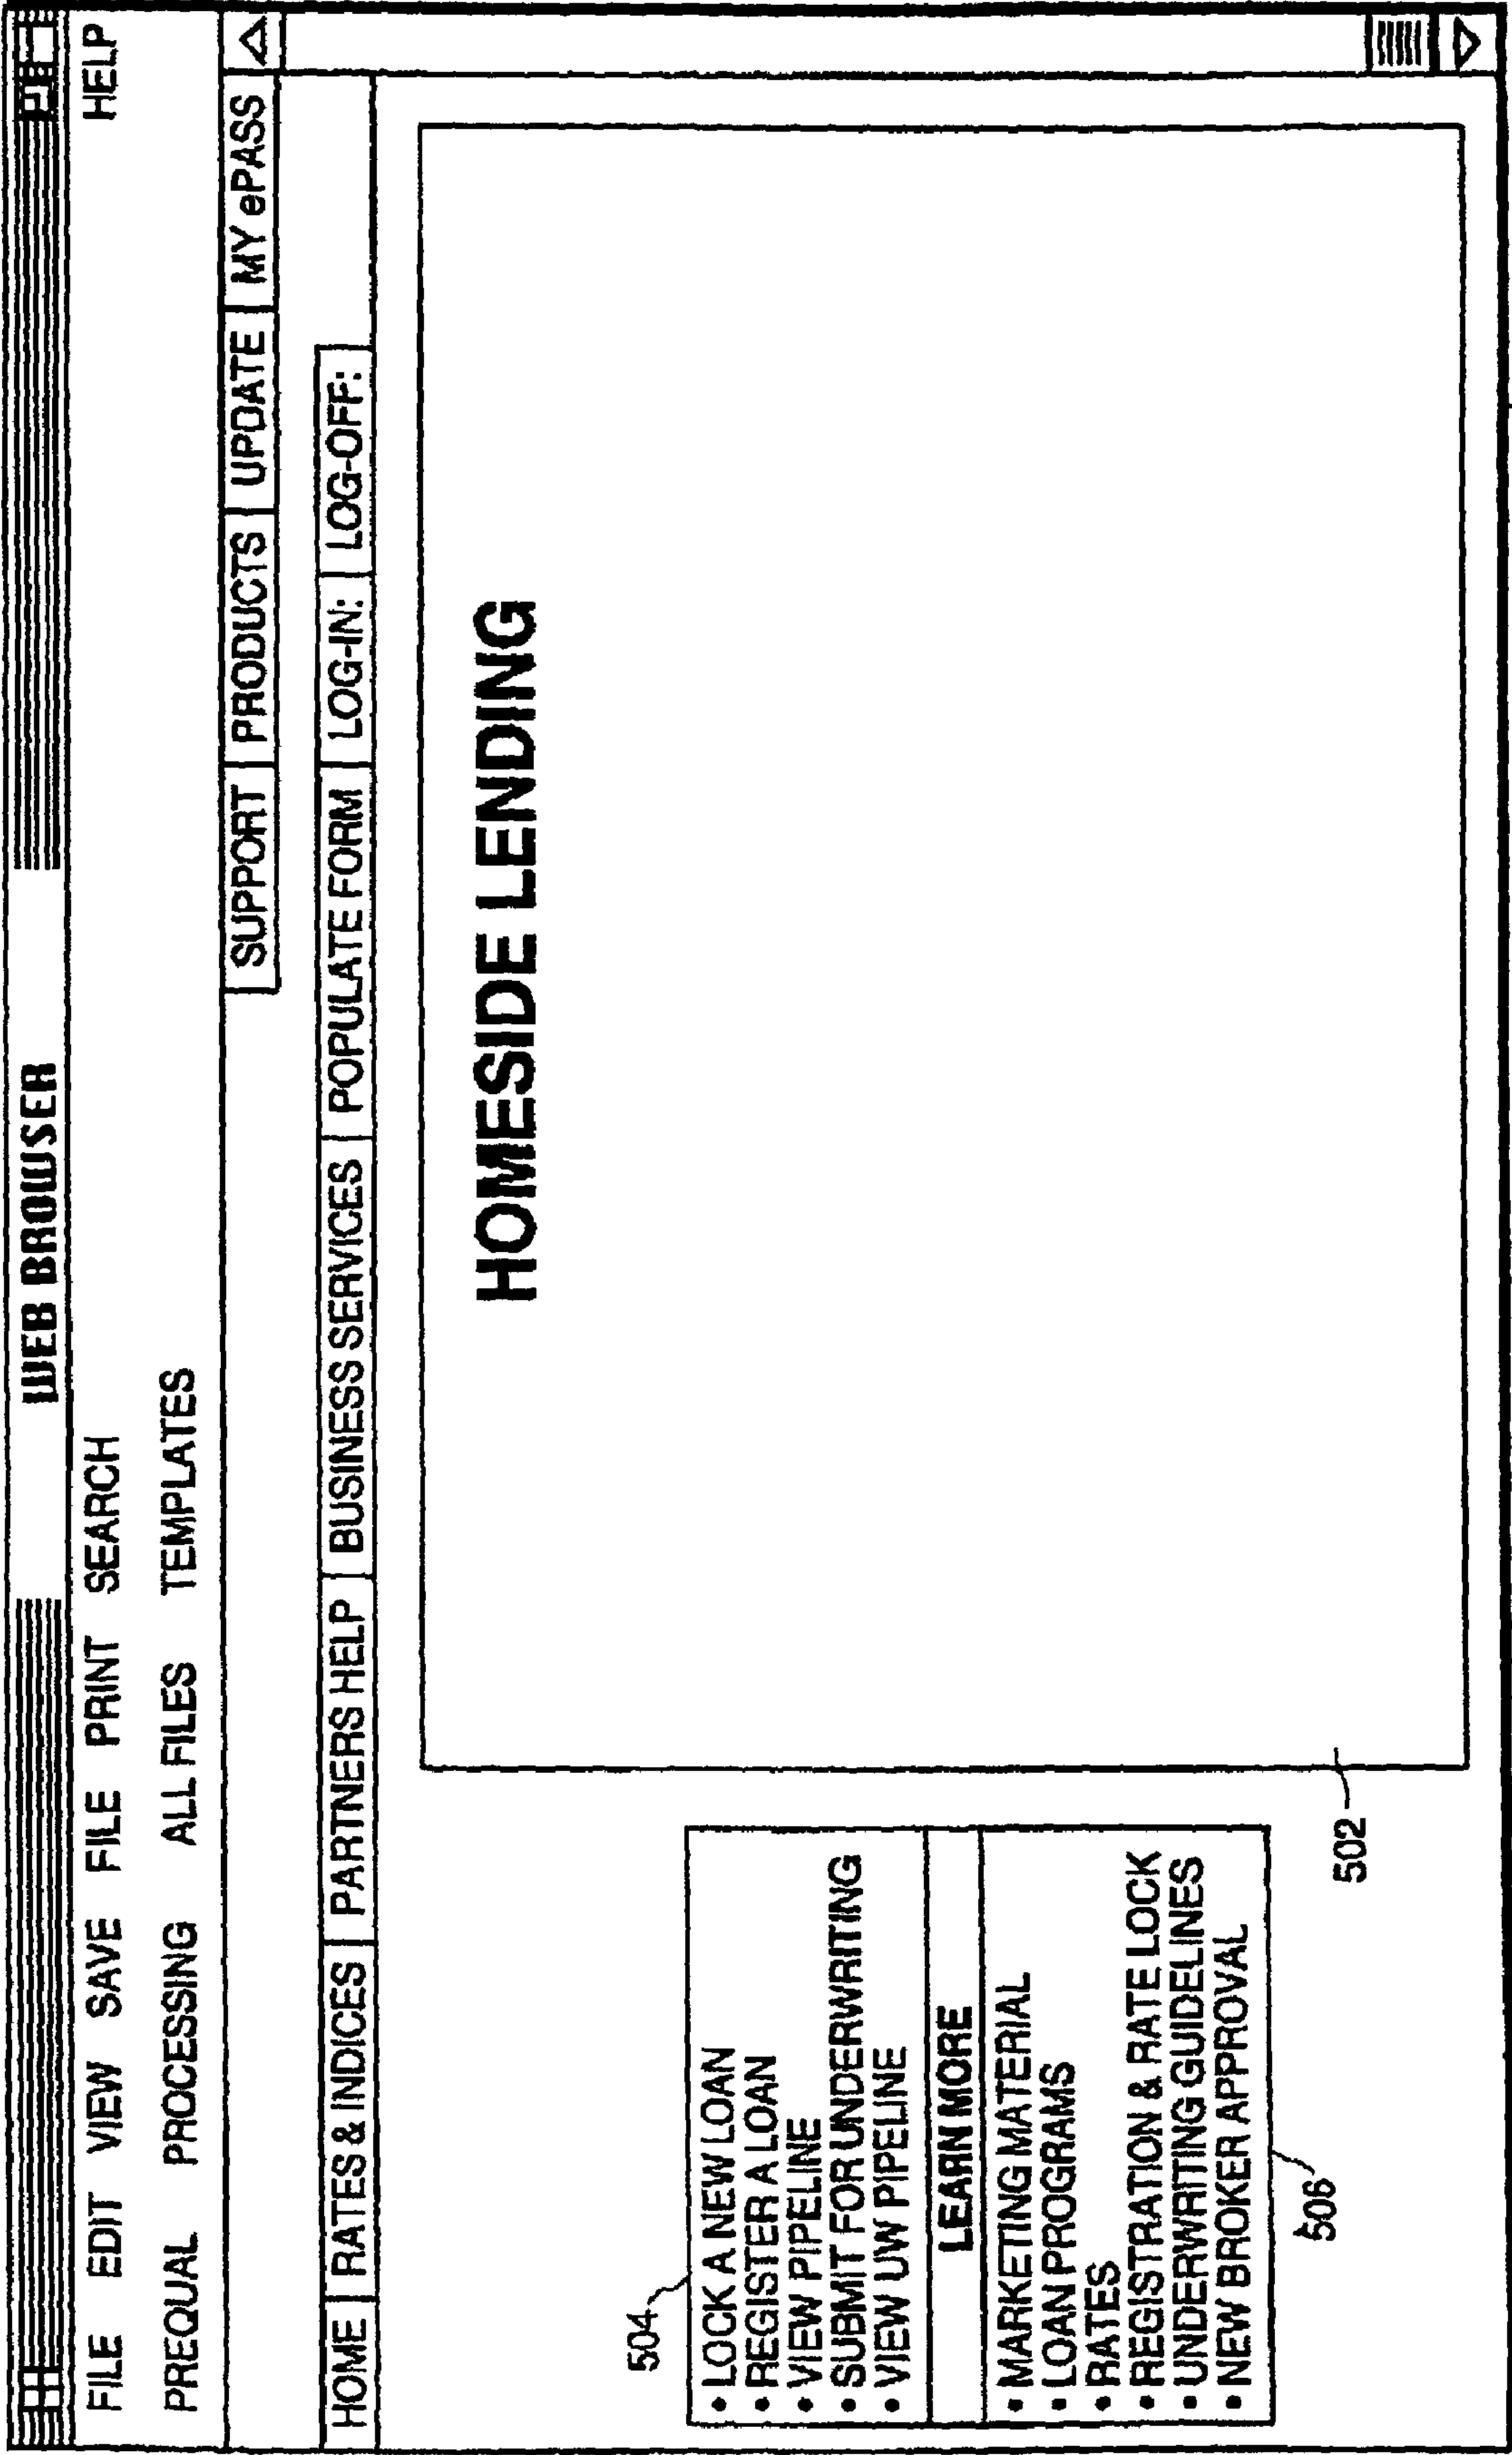 WEB BROWSER
FILE EDIT VIEW SAVE FILE PRINT SEARCH HELP
PREQUAL PROCESSING ALL FILES TEMPLATES
SUPPORT | PRODUCTS | UPDATE | MY ePASS
HOME | RATES & INDICES | PARTNERS HELP | BUSINESS SERVICES | POPULATE FORM | LOG-IN: | LOG-OFF:
HOMESIDE LENDING
504
• LOCK A NEW LOAN
• REGISTER A LOAN
• VIEW PIPELINE
• SUBMIT FOR UNDERWRITING
• VIEW UW PIPELINE
LEARN MORE
• MARKETING MATERIAL
• LOAN PROGRAMS
• RATES
• REGISTRATION & RATE LOCK
• UNDERWRITING GUIDELINES
• NEW BROKER APPROVAL
506
502